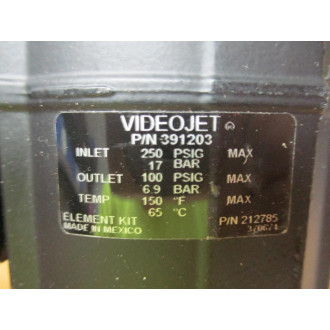 VIDEOJET
P/N 391203
INLET 250 PSIG MAX
17 BAR
OUTLET 100 PSIG MAX
6.9 BAR
TEMP 150 °F MAX
65 °C
ELEMENT KIT P/N 212785
MADE IN MEXICO